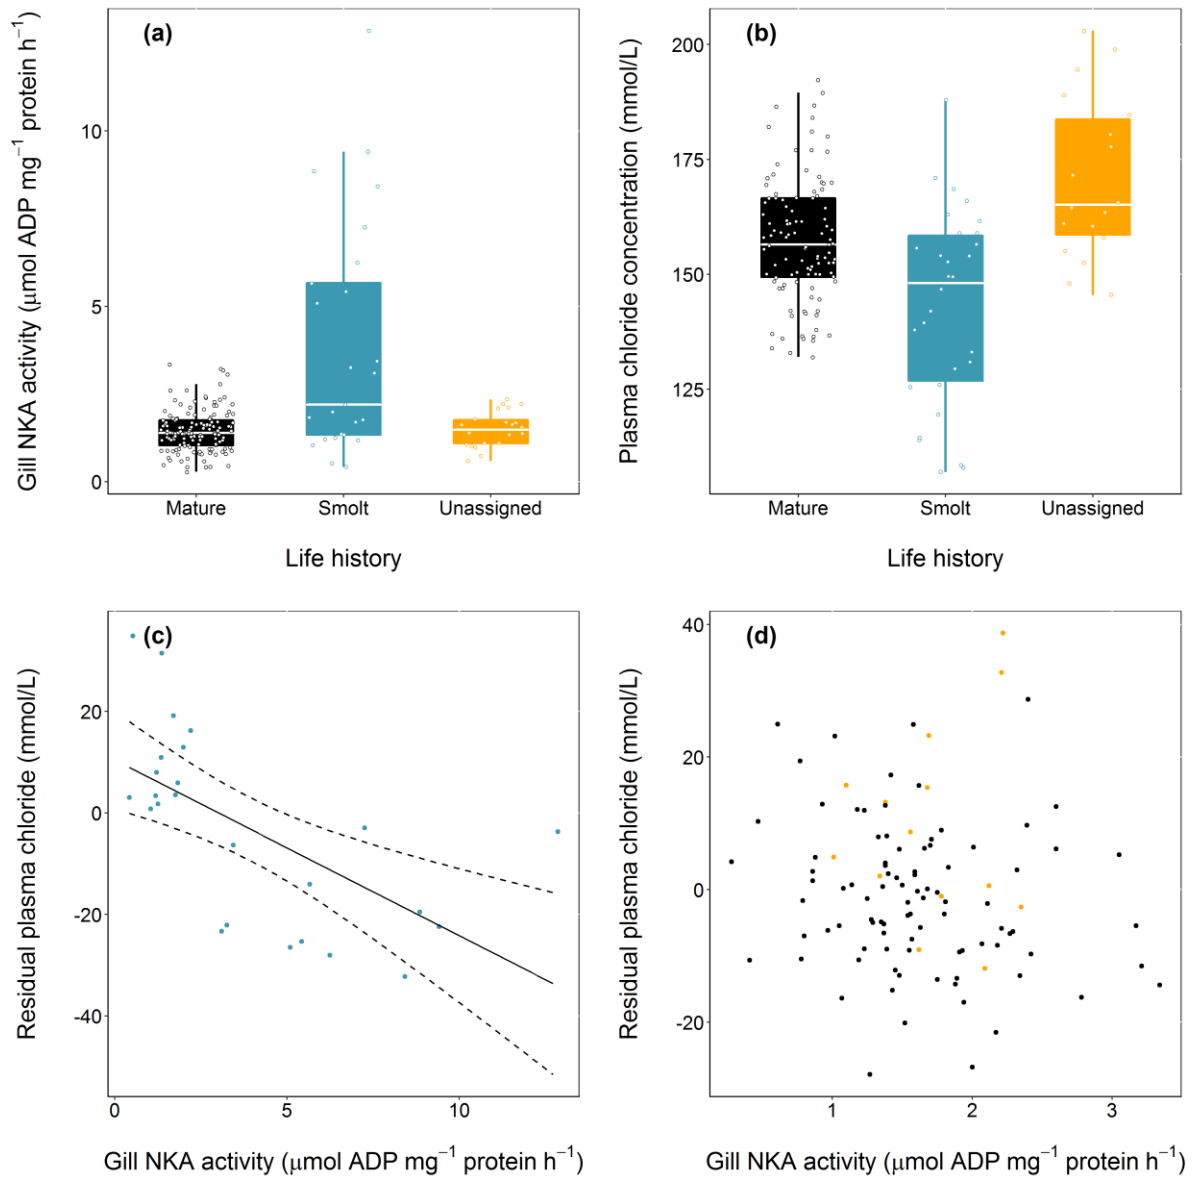 (a)
Gill NKA activity (μmol ADP mg⁻¹ protein h⁻¹)
10
5
0
Mature Smolt Unassigned
Life history
(b)
Plasma chloride concentration (mmol/L)
200
175
150
125
Mature Smolt Unassigned
Life history
(c)
Residual plasma chloride (mmol/L)
20
0
-20
-40
0 5 10
Gill NKA activity (μmol ADP mg⁻¹ protein h⁻¹)
(d)
Residual plasma chloride (mmol/L)
40
20
0
-20
1 2 3
Gill NKA activity (μmol ADP mg⁻¹ protein h⁻¹)